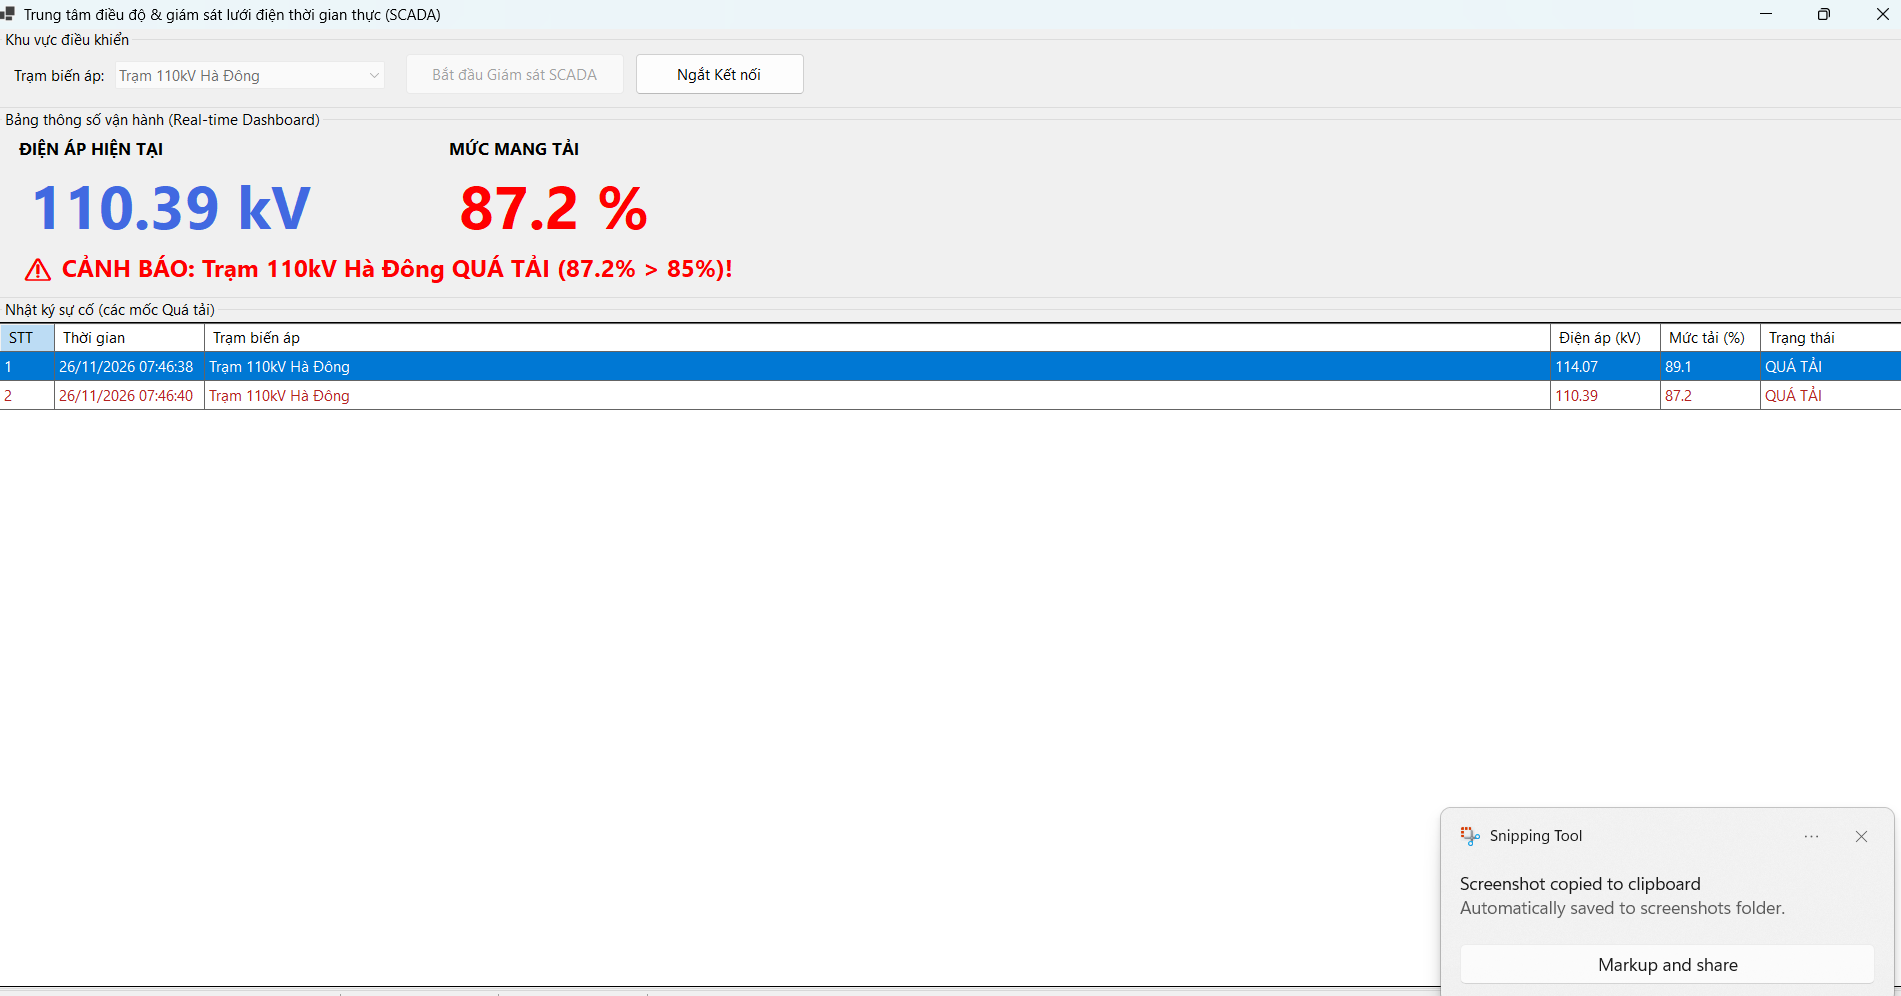 Trung tâm điều độ & giám sát lưới điện thời gian thực (SCADA)
Khu vực điều khiển
Trạm biến áp: Trạm 110kV Hà Đông Bắt đầu Giám sát SCADA Ngắt Kết nối
Bảng thông số vận hành (Real-time Dashboard)
ĐIỆN ÁP HIỆN TẠI MỨC MANG TẢI
110.39 kV 87.2 %
⚠ CẢNH BÁO: Trạm 110kV Hà Đông QUÁ TẢI (87.2% > 85%)!
Nhật ký sự cố (các mốc Quá tải)
STT Thời gian Trạm biến áp Điện áp (kV) Mức tải (%) Trạng thái
1 26/11/2026 07:46:38 Trạm 110kV Hà Đông 114.07 89.1 QUÁ TẢI
2 26/11/2026 07:46:40 Trạm 110kV Hà Đông 110.39 87.2 QUÁ TẢI
Snipping Tool
Screenshot copied to clipboard
Automatically saved to screenshots folder.
Markup and share